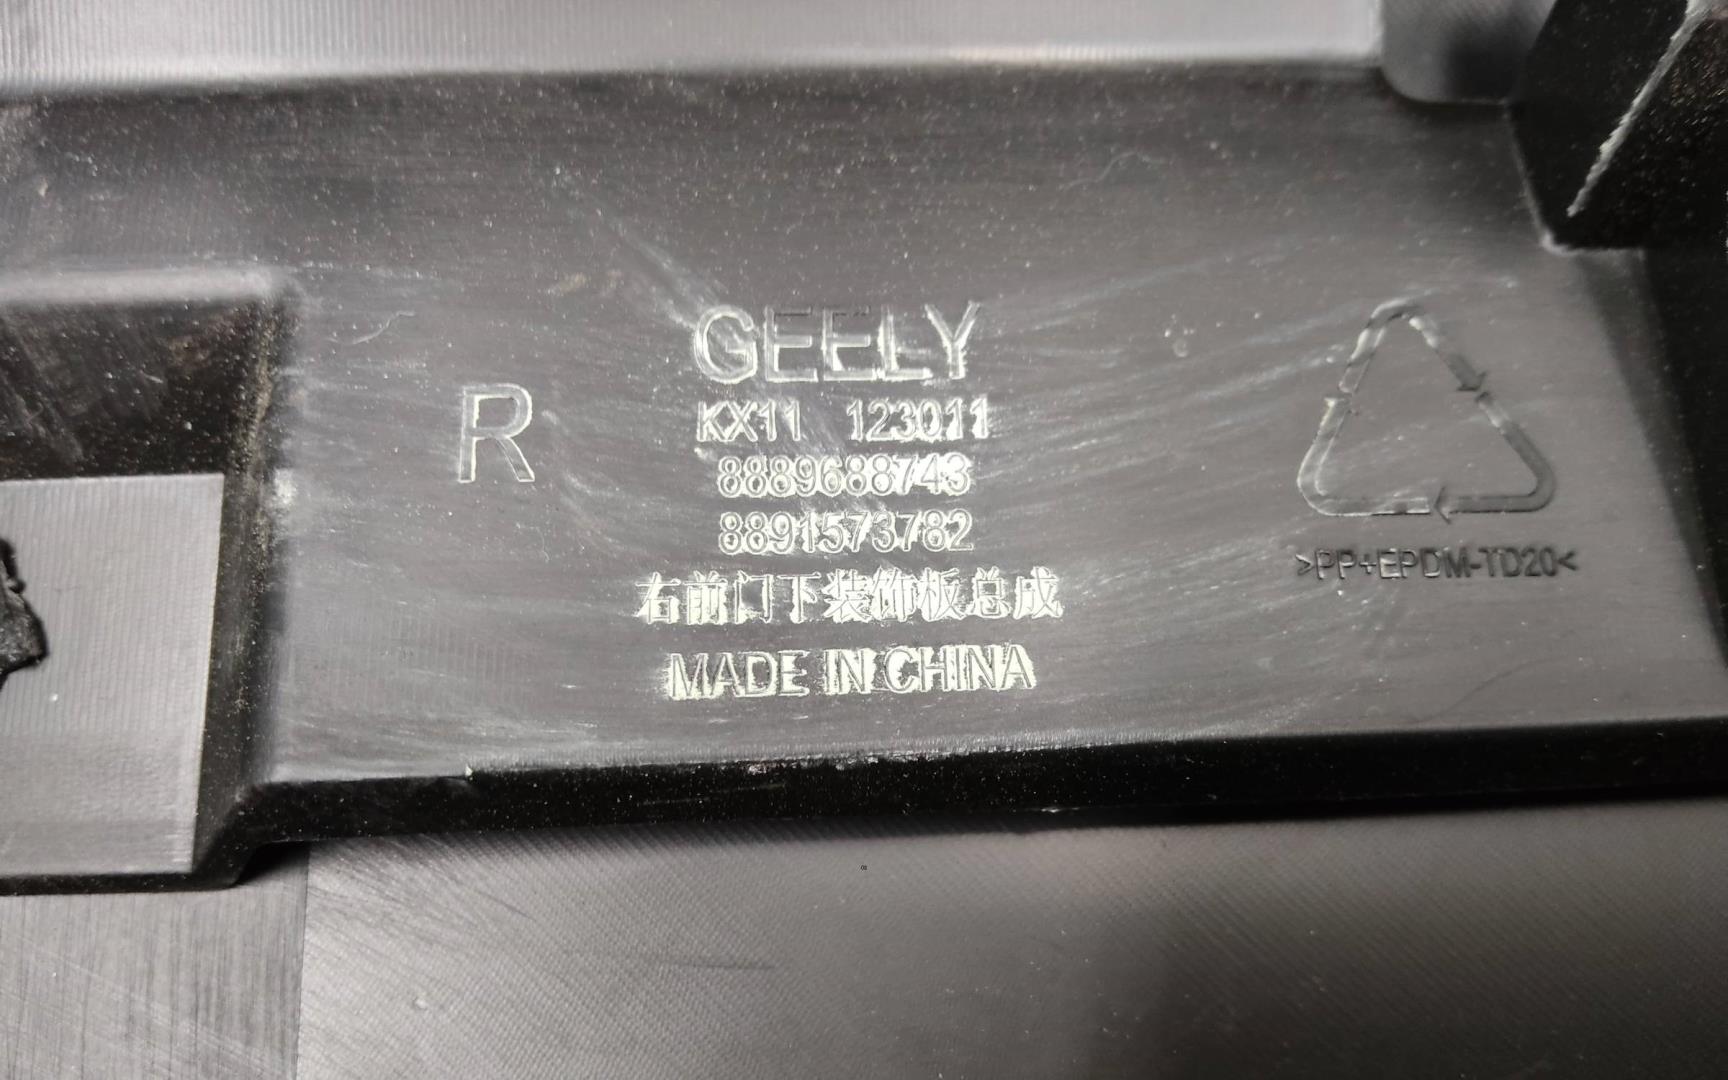 GEELY
R
KX11 123011
8889688743
8891573782
右前门下装饰板总成
MADE IN CHINA
>PP+EPDM-TD20<